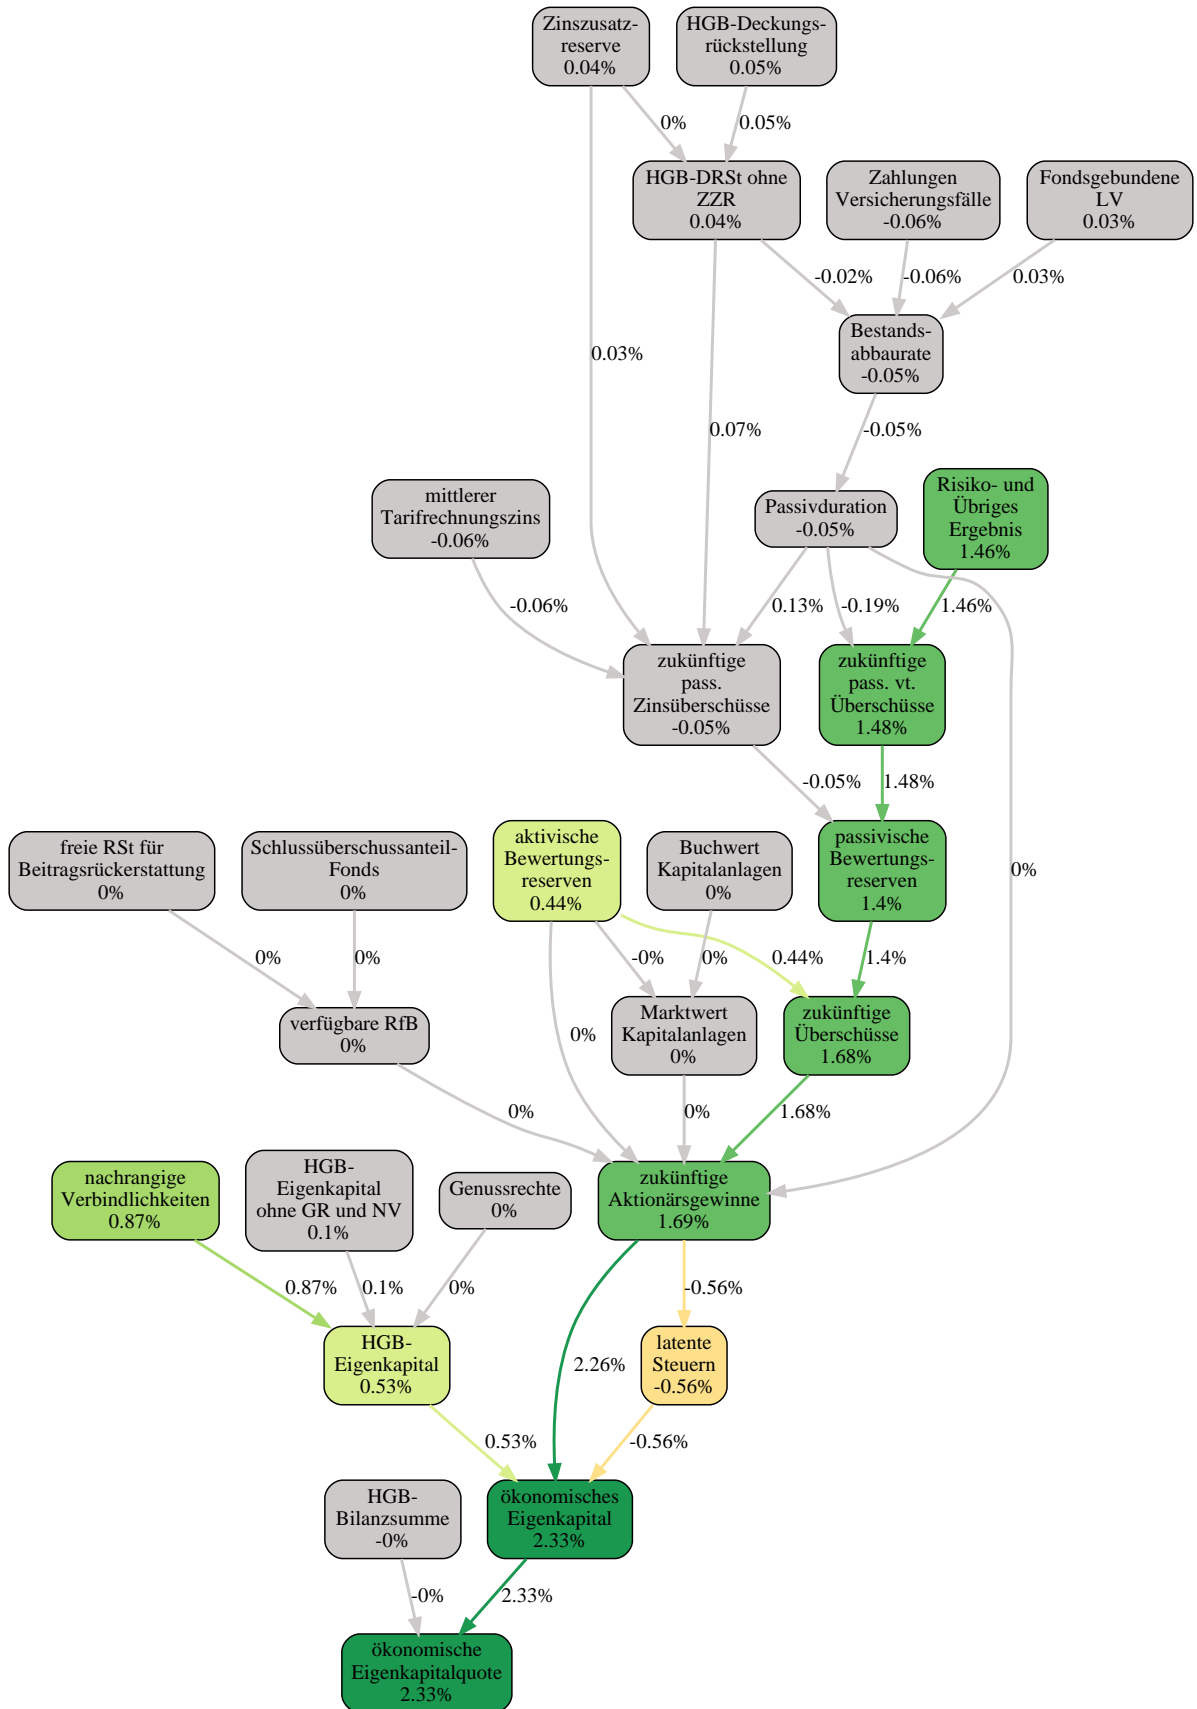 Zinszusatz-
reserve
0.04%
HGB-Deckungs-
rückstellung
0.05%
0%
0.05%
HGB-DRSt ohne
ZZR
0.04%
Zahlungen
Versicherungsfälle
-0.06%
Fondsgebundene
LV
0.03%
-0.02%
-0.06%
0.03%
Bestands-
abbaurate
-0.05%
0.03%
0.07%
-0.05%
mittlerer
Tarifrechnungszins
-0.06%
Passivduration
-0.05%
Risiko- und
Übriges
Ergebnis
1.46%
-0.06%
0.13%
-0.19%
1.46%
zukünftige
pass.
Zinsüberschüsse
-0.05%
zukünftige
pass. vt.
Überschüsse
1.48%
-0.05%
1.48%
freie RSt für
Beitragsrückerstattung
0%
Schlussüberschussanteil-
Fonds
0%
aktivische
Bewertungs-
reserven
0.44%
Buchwert
Kapitalanlagen
0%
passivische
Bewertungs-
reserven
1.4%
0%
0%
0%
-0%
0%
0.44%
1.4%
verfügbare RfB
0%
0%
Marktwert
Kapitalanlagen
0%
zukünftige
Überschüsse
1.68%
0%
0%
1.68%
nachrangige
Verbindlichkeiten
0.87%
HGB-
Eigenkapital
ohne GR und NV
0.1%
Genussrechte
0%
zukünftige
Aktionärsgewinne
1.69%
0.87%
0.1%
0%
-0.56%
HGB-
Eigenkapital
0.53%
2.26%
latente
Steuern
-0.56%
0.53%
-0.56%
HGB-
Bilanzsumme
-0%
ökonomisches
Eigenkapital
2.33%
-0%
2.33%
ökonomische
Eigenkapitalquote
2.33%